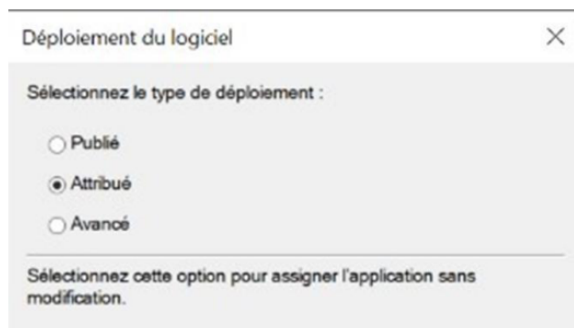 Déploiement du logiciel
Sélectionnez le type de déploiement :
Publié
Attribué
Avancé
Sélectionnez cette option pour assigner l'application sans
modification.